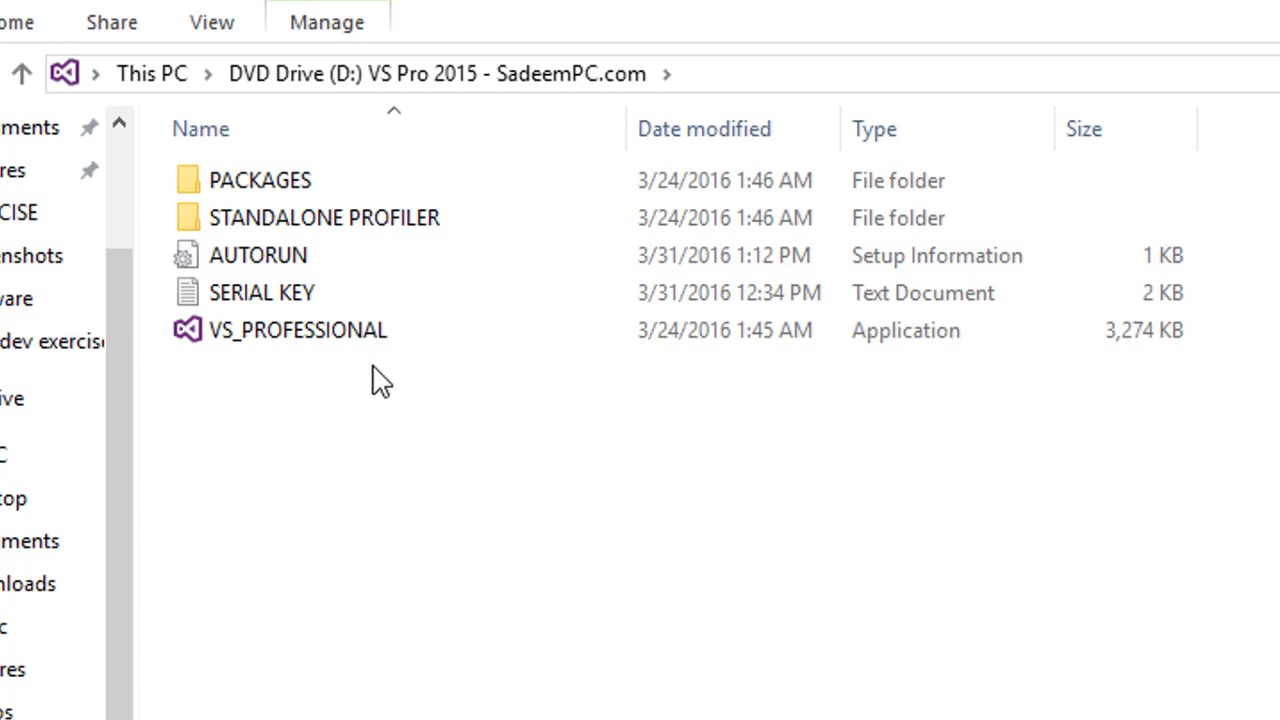 ome Share View Manage
This PC DVD Drive (D:) VS Pro 2015 - SadeemPC.com
Name Date modified Type Size
PACKAGES 3/24/2016 1:46 AM File folder
STANDALONE PROFILER 3/24/2016 1:46 AM File folder
AUTORUN 3/31/2016 1:12 PM Setup Information 1 KB
SERIAL KEY 3/31/2016 12:34 PM Text Document 2 KB
VS_PROFESSIONAL 3/24/2016 1:45 AM Application 3,274 KB
ments
res
CISE
enshots
ware
dev exercis
ive
C
top
ments
nloads
c
res
os